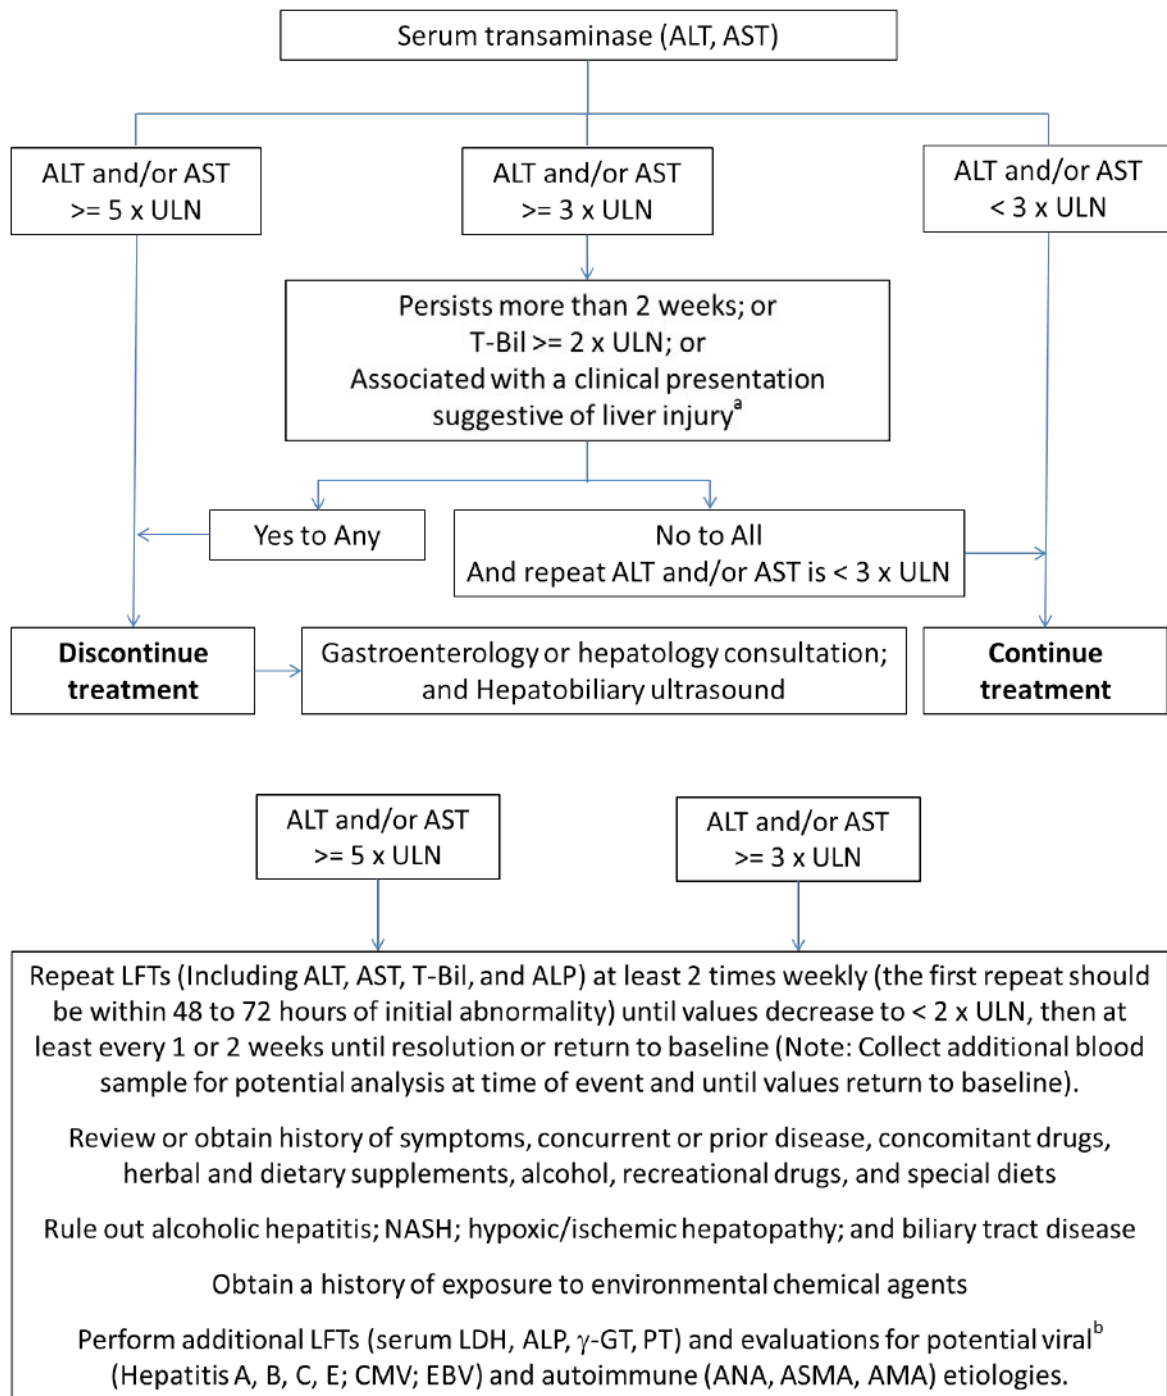 Serum transaminase (ALT, AST)
ALT and/or AST
>= 5 x ULN
ALT and/or AST
>= 3 x ULN
ALT and/or AST
< 3 x ULN
Persists more than 2 weeks; or
T-Bil >= 2 x ULN; or
Associated with a clinical presentation
suggestive of liver injury^a
Yes to Any
No to All
And repeat ALT and/or AST is < 3 x ULN
Discontinue
treatment
Gastroenterology or hepatology consultation;
and Hepatobiliary ultrasound
Continue
treatment
ALT and/or AST
>= 5 x ULN
ALT and/or AST
>= 3 x ULN
Repeat LFTs (Including ALT, AST, T-Bil, and ALP) at least 2 times weekly (the first repeat should
be within 48 to 72 hours of initial abnormality) until values decrease to < 2 x ULN, then at
least every 1 or 2 weeks until resolution or return to baseline (Note: Collect additional blood
sample for potential analysis at time of event and until values return to baseline).
Review or obtain history of symptoms, concurrent or prior disease, concomitant drugs,
herbal and dietary supplements, alcohol, recreational drugs, and special diets
Rule out alcoholic hepatitis; NASH; hypoxic/ischemic hepatopathy; and biliary tract disease
Obtain a history of exposure to environmental chemical agents
Perform additional LFTs (serum LDH, ALP, γ-GT, PT) and evaluations for potential viral^b
(Hepatitis A, B, C, E; CMV; EBV) and autoimmune (ANA, ASMA, AMA) etiologies.